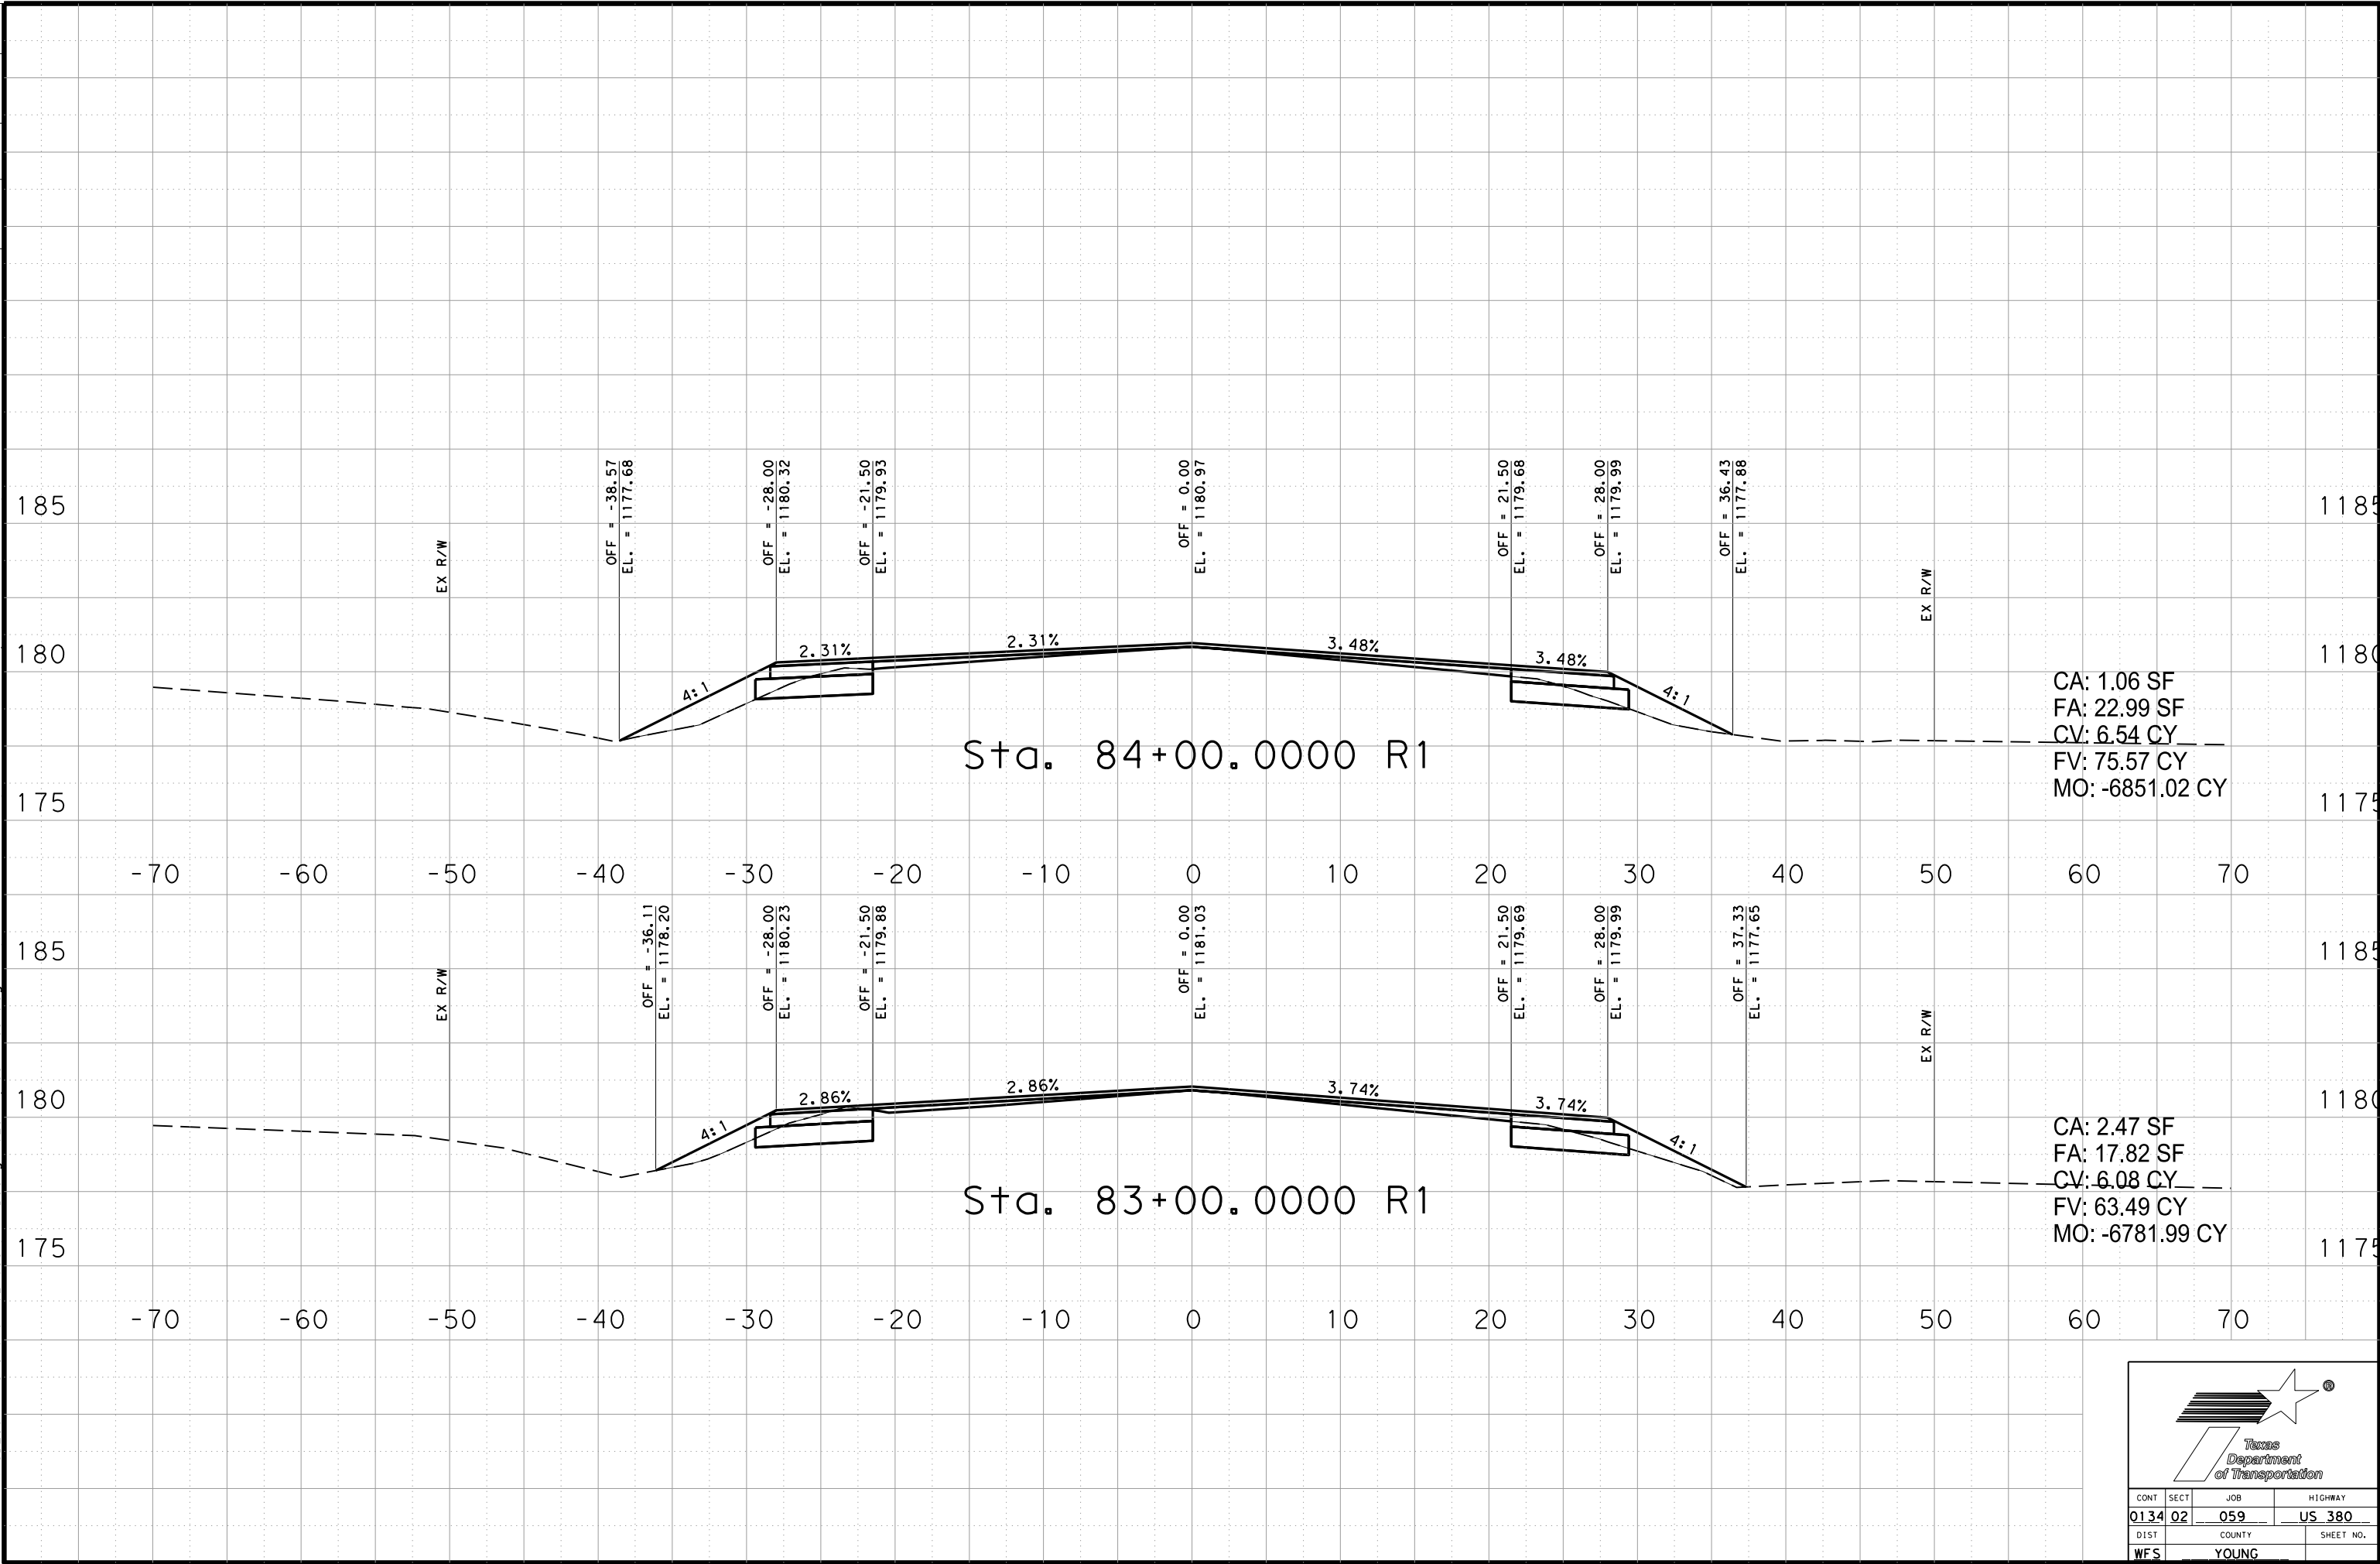 OFF = -38.57
EL. = 1177.68
OFF = -28.00
EL. = 1180.32
OFF = -21.50
EL. = 1179.93
OFF = 0.00
EL. = 1180.97
OFF = 21.50
EL. = 1179.68
OFF = 28.00
EL. = 1179.99
OFF = 36.43
EL. = 1177.88
185 1185
EX R/W EX R/W
4:1 2.31% 2.31% 3.48% 3.48% 4:1
180 1180
CA: 1.06 SF
FA: 22.99 SF
CV: 6.54 CY
FV: 75.57 CY
MO: -6851.02 CY
Sta. 84+00.0000 R1
175 1175
-70 -60 -50 -40 -30 -20 -10 0 10 20 30 40 50 60 70
OFF = -36.11
EL. = 1178.20
OFF = -28.00
EL. = 1180.23
OFF = -21.50
EL. = 1179.88
OFF = 0.00
EL. = 1181.03
OFF = 21.50
EL. = 1179.69
OFF = 28.00
EL. = 1179.99
OFF = 37.33
EL. = 1177.65
185 1185
EX R/W EX R/W
4:1 2.86% 2.86% 3.74% 3.74% 4:1
180 1180
CA: 2.47 SF
FA: 17.82 SF
CV: 6.08 CY
FV: 63.49 CY
MO: -6781.99 CY
Sta. 83+00.0000 R1
175 1175
-70 -60 -50 -40 -30 -20 -10 0 10 20 30 40 50 60 70
®
Texas
Department
of Transportation
CONT SECT JOB HIGHWAY
0134 02 059 US 380
DIST COUNTY SHEET NO.
WFS YOUNG